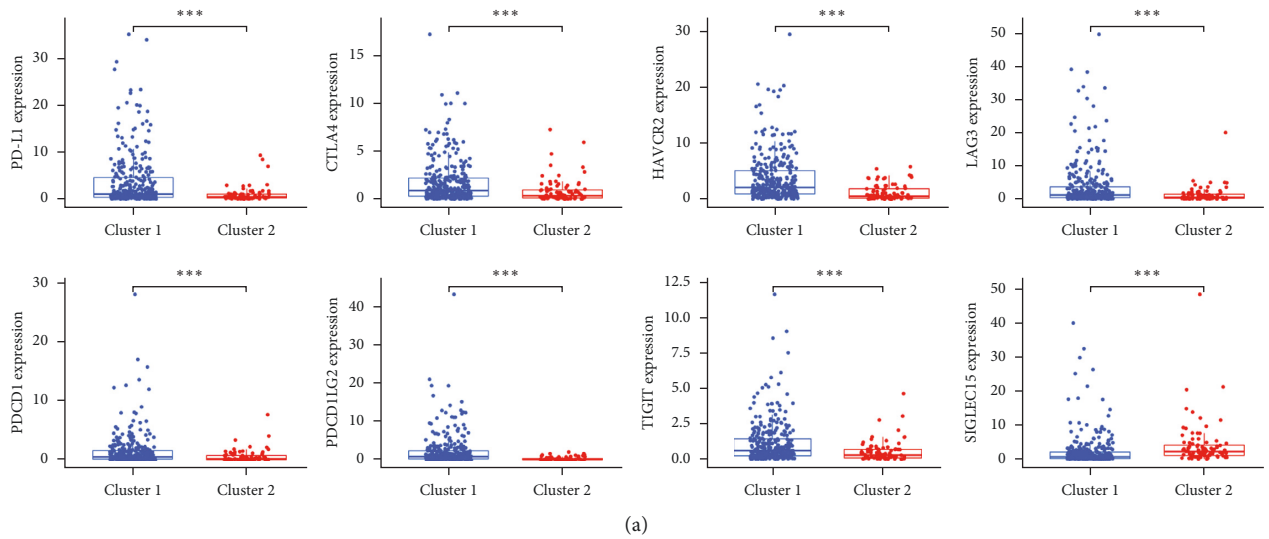 ***
PD-L1 expression
30
20
10
0
Cluster 1 Cluster 2
***
CTLA4 expression
15
10
5
0
Cluster 1 Cluster 2
***
HAVCR2 expression
30
20
10
0
Cluster 1 Cluster 2
***
LAG3 expression
50
40
30
20
10
0
Cluster 1 Cluster 2
***
PDCD1 expression
30
20
10
0
Cluster 1 Cluster 2
***
PDCD1LG2 expression
40
30
20
10
0
Cluster 1 Cluster 2
***
TIGIT expression
12.5
10.0
7.5
5.0
2.5
0.0
Cluster 1 Cluster 2
***
SIGLEC15 expression
50
40
30
20
10
0
Cluster 1 Cluster 2
(a)